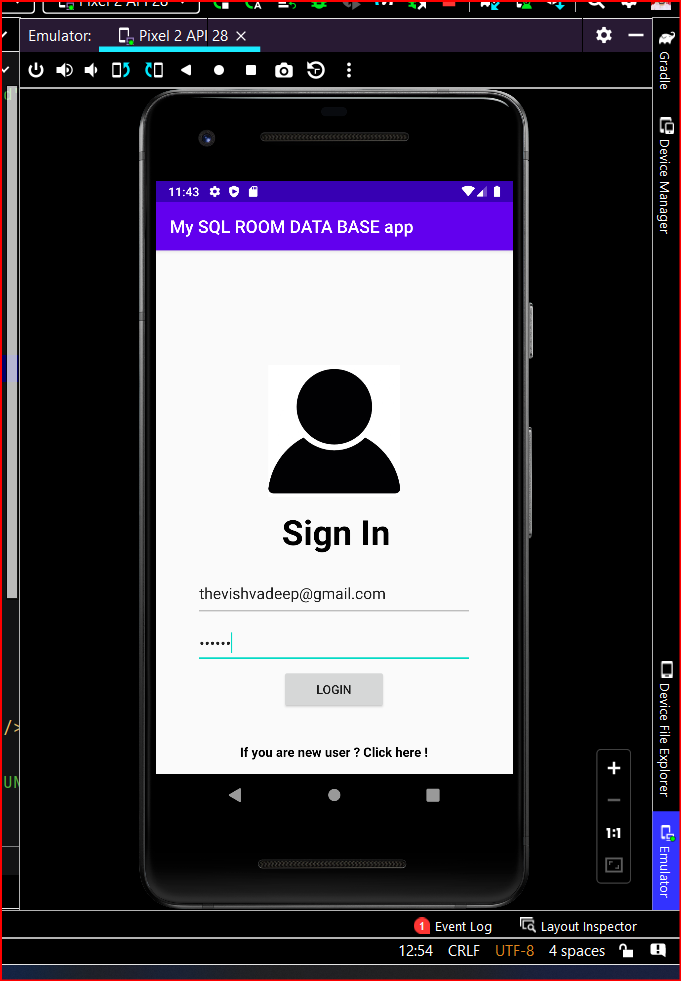 Pixel 2 API 28
Emulator:
Pixel 2 API 28
Gradle
Device Manager
11:43
My SQL ROOM DATA BASE app
Sign In
thevishvadeep@gmail.com
••••••
LOGIN
If you are new user ? Click here !
/>
UN
1:1
Device File Explorer
Emulator
1 Event Log
Layout Inspector
12:54 CRLF UTF-8 4 spaces